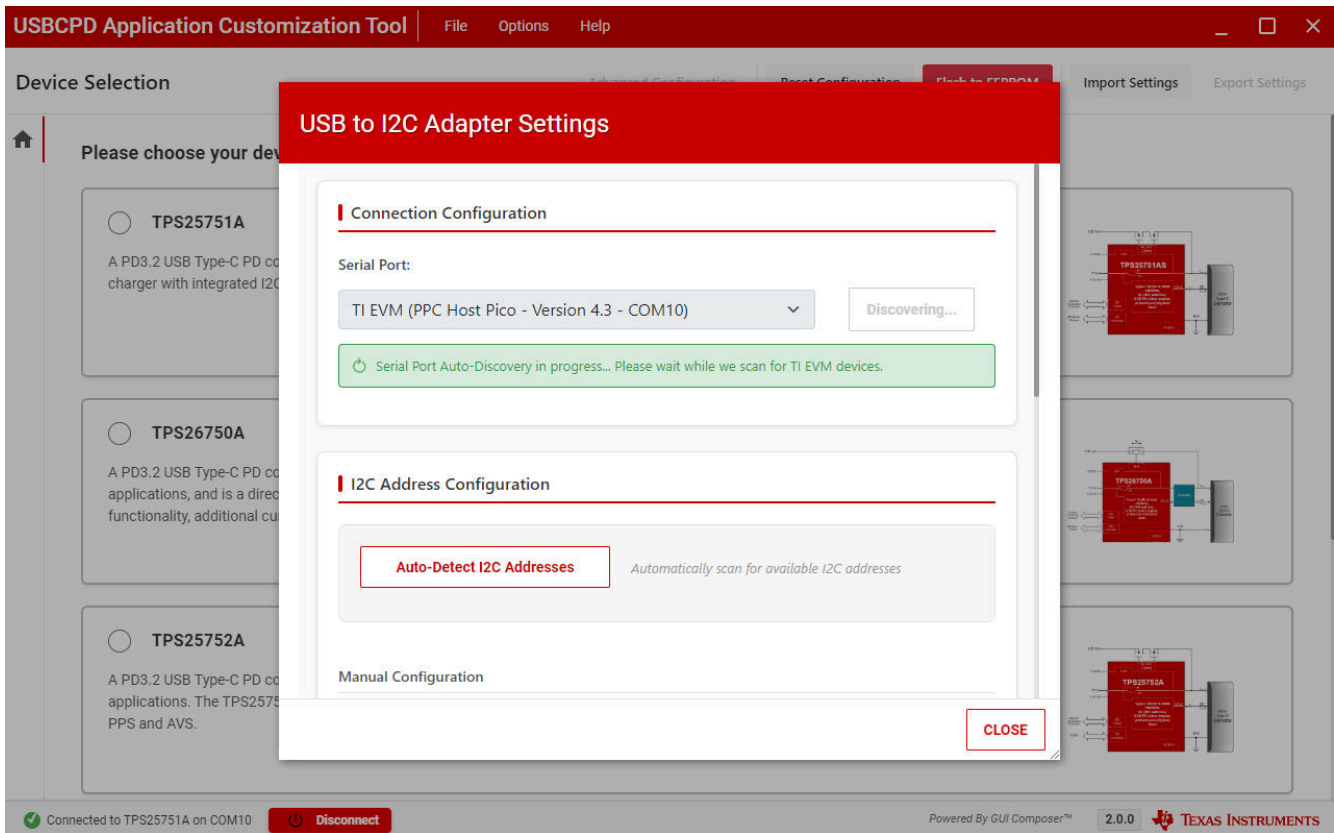 USBCPD Application Customization Tool File Options Help
Device Selection
Reset Configuration
Flash to EEPROM
Import Settings
Export Settings
USB to I2C Adapter Settings
Please choose your dev
Connection Configuration
Serial Port:
TI EVM (PPC Host Pico - Version 4.3 - COM10)
Discovering...
Serial Port Auto-Discovery in progress... Please wait while we scan for TI EVM devices.
TPS25751A
A PD3.2 USB Type-C PD co
charger with integrated I2C
TPS25751AS
I2C Address Configuration
Auto-Detect I2C Addresses
Automatically scan for available I2C addresses
TPS26750A
A PD3.2 USB Type-C PD co
applications, and is a direc
functionality, additional cu
TPS26750A
Manual Configuration
TPS25752A
A PD3.2 USB Type-C PD co
applications. The TPS2575
PPS and AVS.
TPS25752A
CLOSE
Connected to TPS25751A on COM10
Disconnect
Powered By GUI Composer™
2.0.0
TEXAS INSTRUMENTS